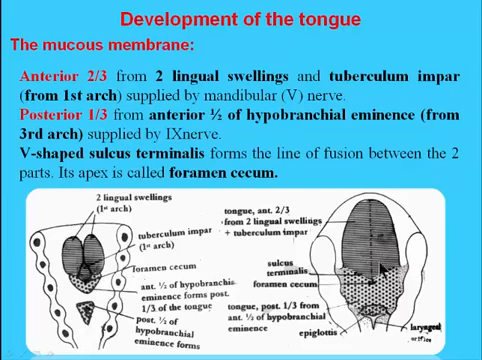 Development of the tongue
The mucous membrane:
Anterior 2/3 from 2 lingual swellings and tuberculum impar
(from 1st arch) supplied by mandibular (V) nerve.
Posterior 1/3 from anterior ½ of hypobranchial eminence (from
3rd arch) supplied by IXnerve.
V-shaped sulcus terminalis forms the line of fusion between the 2
parts. Its apex is called foramen cecum.
2 lingual swellings
(1st arch)
tuberculum impar
(1st arch)
foramen cecum
ant. ½ of hypobranchis
eminence forms post.
1/3 of the tongue
post. ½ of
hypobranchial
eminence forms
tongue, ant. 2/3
from 2 lingual swellings
+ tuberculum impar
sulcus
terminalis
foramen cecum
tongue, post. 1/3 from
ant. ½ of hypobranchial
eminence
epiglottis
laryngeal
orifice